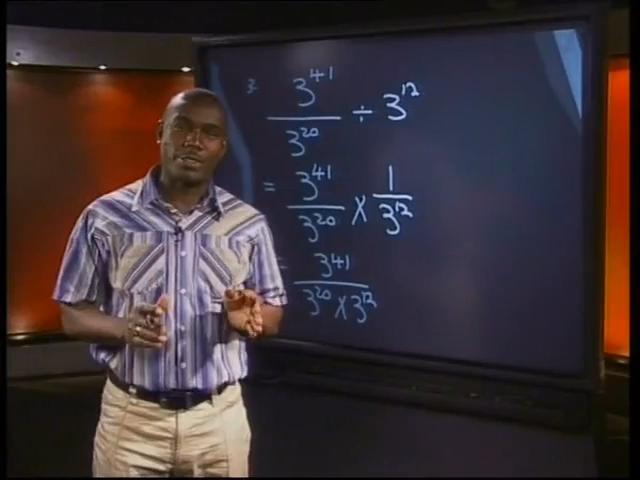 3. 3^41 / 3^20 ÷ 3^12
= 3^41 / 3^20 × 1 / 3^12
= 3^41 / 3^20 × 3^12